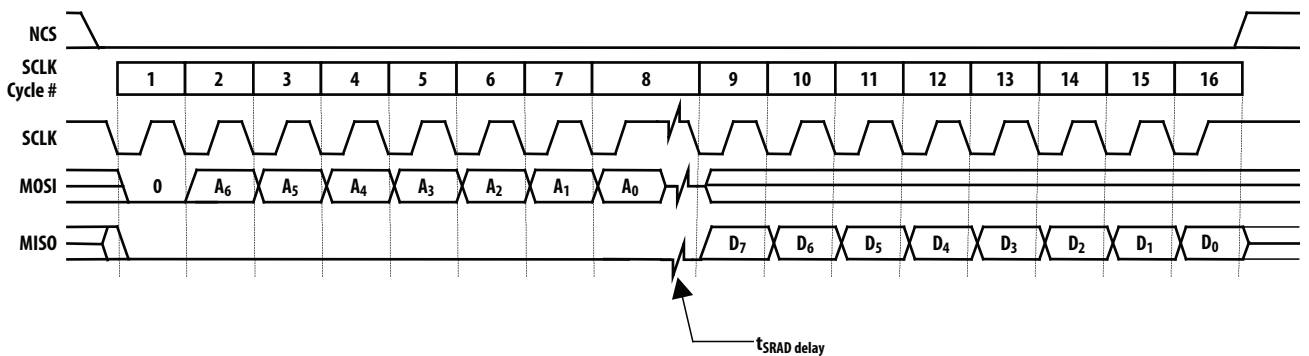 NCS
SCLK
Cycle #
1 2 3 4 5 6 7 8 9 10 11 12 13 14 15 16
SCLK
MOSI 0 A6 A5 A4 A3 A2 A1 A0
MISO D7 D6 D5 D4 D3 D2 D1 D0
tSRAD delay